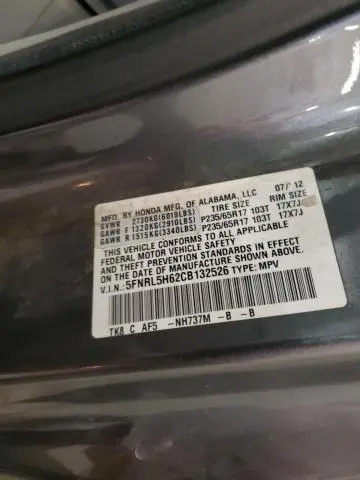 MFD. BY HONDA MFG. OF ALABAMA, LLC 07/12
GVWR 2730KG(6019LBS) TIRE SIZE RIM SIZE
GAWR F 1320KG(2910LBS) P235/65R17 103T 17X7J
GAWR R 1515KG(3340LBS) P235/65R17 103T 17X7J
THIS VEHICLE CONFORMS TO ALL APPLICABLE
FEDERAL MOTOR VEHICLE SAFETY, BUMPER,
AND THEFT PREVENTION STANDARDS IN EFFECT
ON THE DATE OF MANUFACTURE SHOWN ABOVE.
V.I.N.: 5FNRL5H62CB132526 TYPE: MPV
TK8 C AF5 -NH737M -B -B